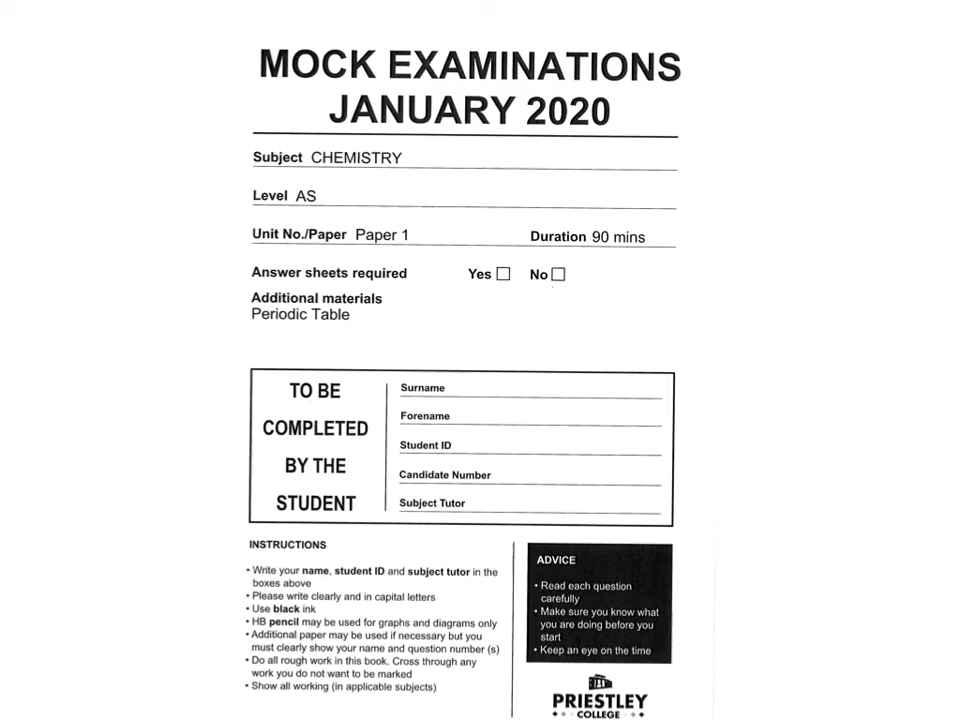 MOCK EXAMINATIONS
JANUARY 2020
Subject CHEMISTRY
Level AS
Unit No./Paper Paper 1 Duration 90 mins
Answer sheets required Yes No
Additional materials
Periodic Table
TO BE
COMPLETED
BY THE
STUDENT
Surname
Forename
Student ID
Candidate Number
Subject Tutor
INSTRUCTIONS
• Write your name, student ID and subject tutor in the
boxes above
• Please write clearly and in capital letters
• Use black ink
• HB pencil may be used for graphs and diagrams only
• Additional paper may be used if necessary but you
must clearly show your name and question number (s)
• Do all rough work in this book. Cross through any
work you do not want to be marked
• Show all working (in applicable subjects)
ADVICE
• Read each question
carefully
• Make sure you know what
you are doing before you
start
• Keep an eye on the time
PRIESTLEY
COLLEGE